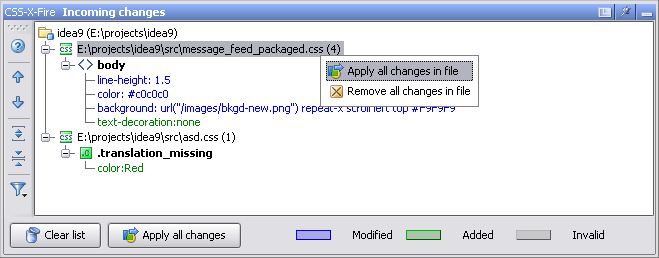 CSS-X-Fire Incoming changes
idea9 (E:\projects\idea9)
E:\projects\idea9\src\message_feed_packaged.css (4)
body
Apply all changes in file
line-height: 1.5
Remove all changes in file
color: #c0c0c0
background: url("/images/bkgd-new.png") repeat-x scroll left top #F9F9F9
text-decoration:none
E:\projects\idea9\src\asd.css (1)
.translation_missing
color:Red
Clear list Apply all changes Modified Added Invalid